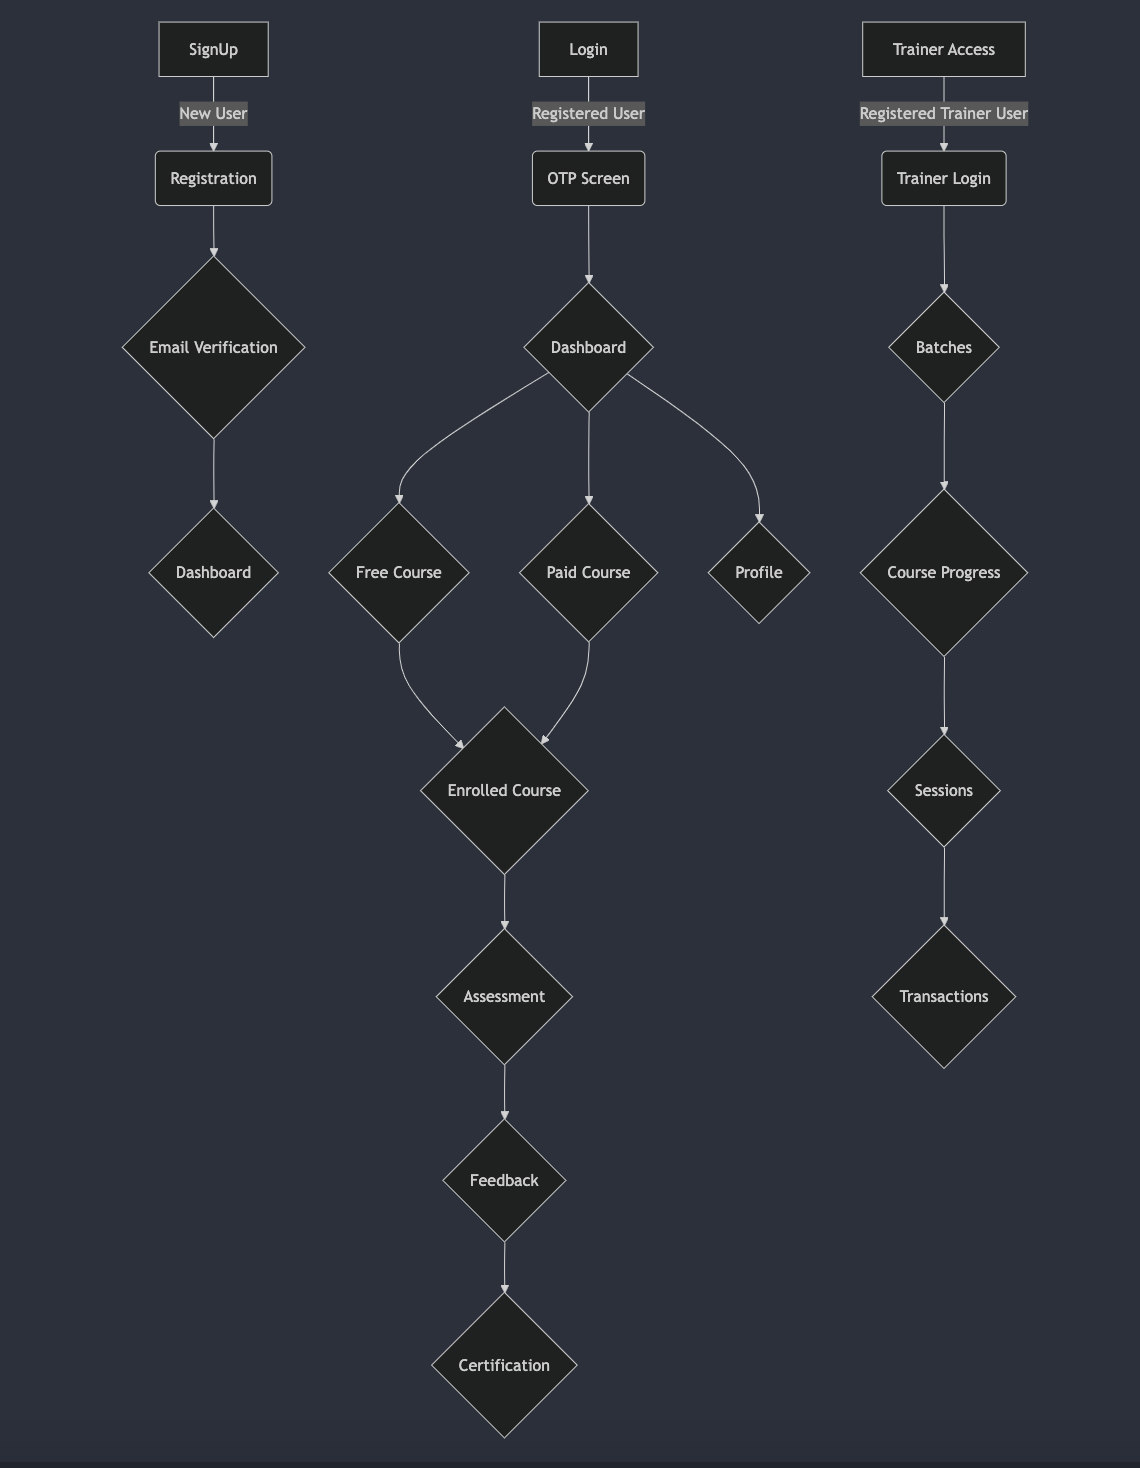 SignUp
Login
Trainer Access
New User
Registered User
Registered Trainer User
Registration
OTP Screen
Trainer Login
Email Verification
Dashboard
Batches
Dashboard
Free Course
Paid Course
Profile
Course Progress
Enrolled Course
Sessions
Assessment
Transactions
Feedback
Certification